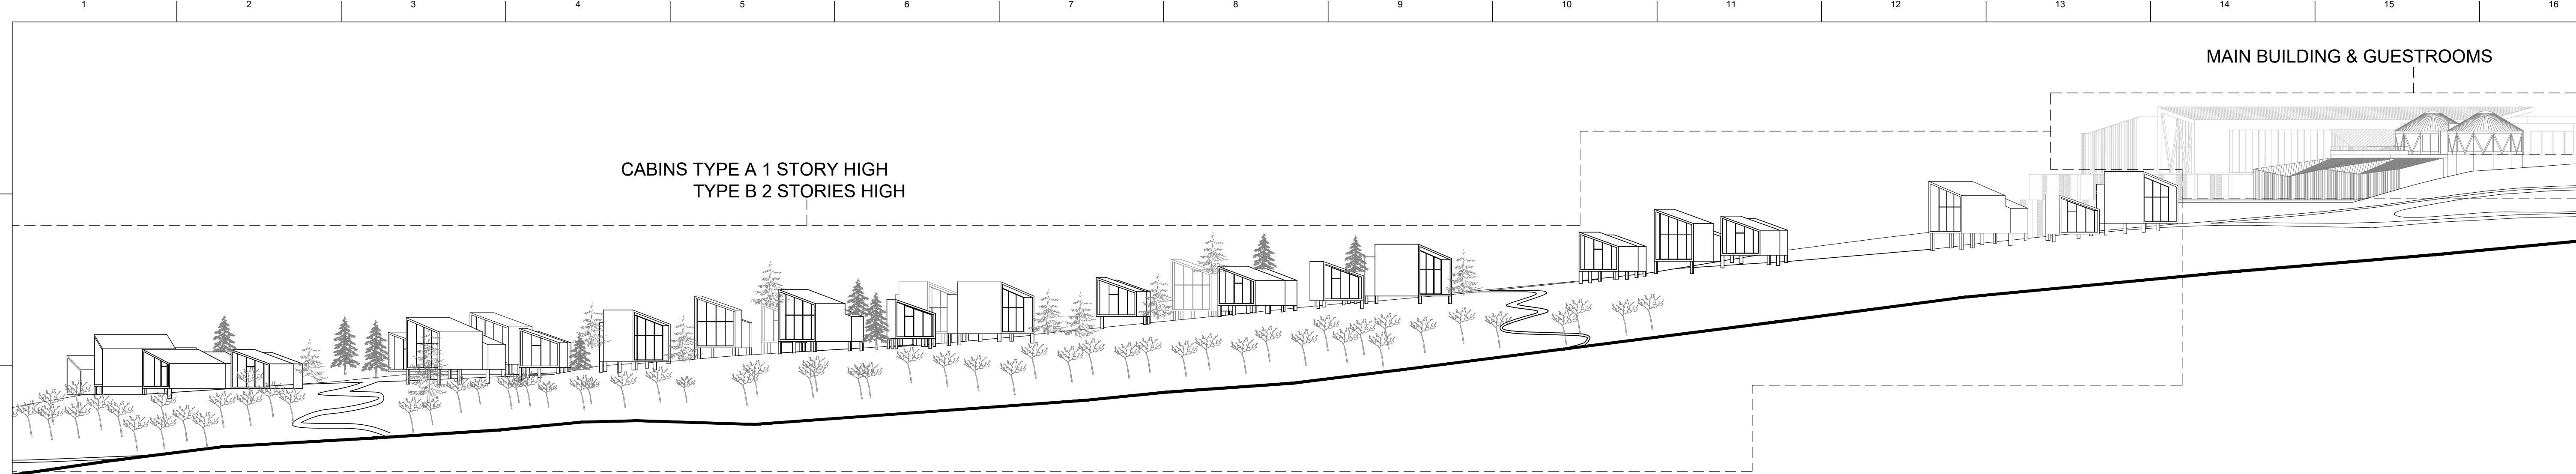 1 2 3 4 5 6 7 8 9 10 11 12 13 14 15 16
MAIN BUILDING & GUESTROOMS
CABINS TYPE A 1 STORY HIGH
TYPE B 2 STORIES HIGH